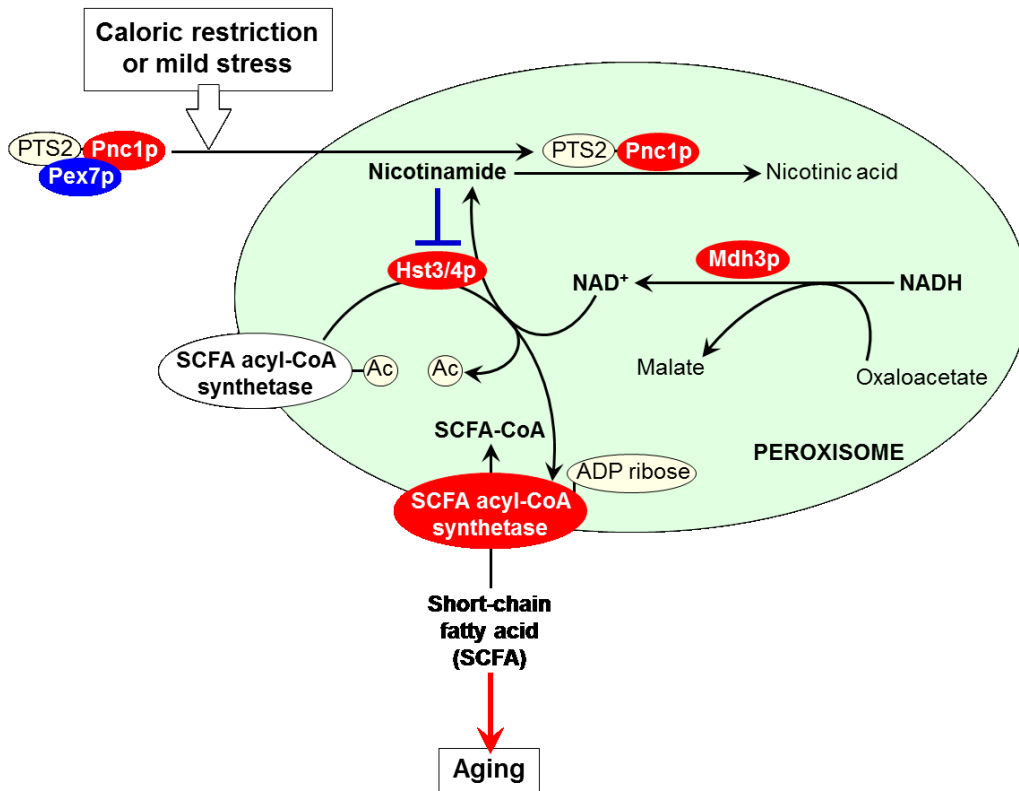 Caloric restriction
or mild stress
PTS2
Pnc1p
Pex7p
PTS2
Pnc1p
Nicotinamide
Nicotinic acid
Hst3/4p
Mdh3p
NAD⁺
NADH
SCFA acyl-CoA
synthetase
Ac
Ac
Malate
Oxaloacetate
SCFA-CoA
PEROXISOME
ADP ribose
SCFA acyl-CoA
synthetase
Short-chain
fatty acid
(SCFA)
Aging